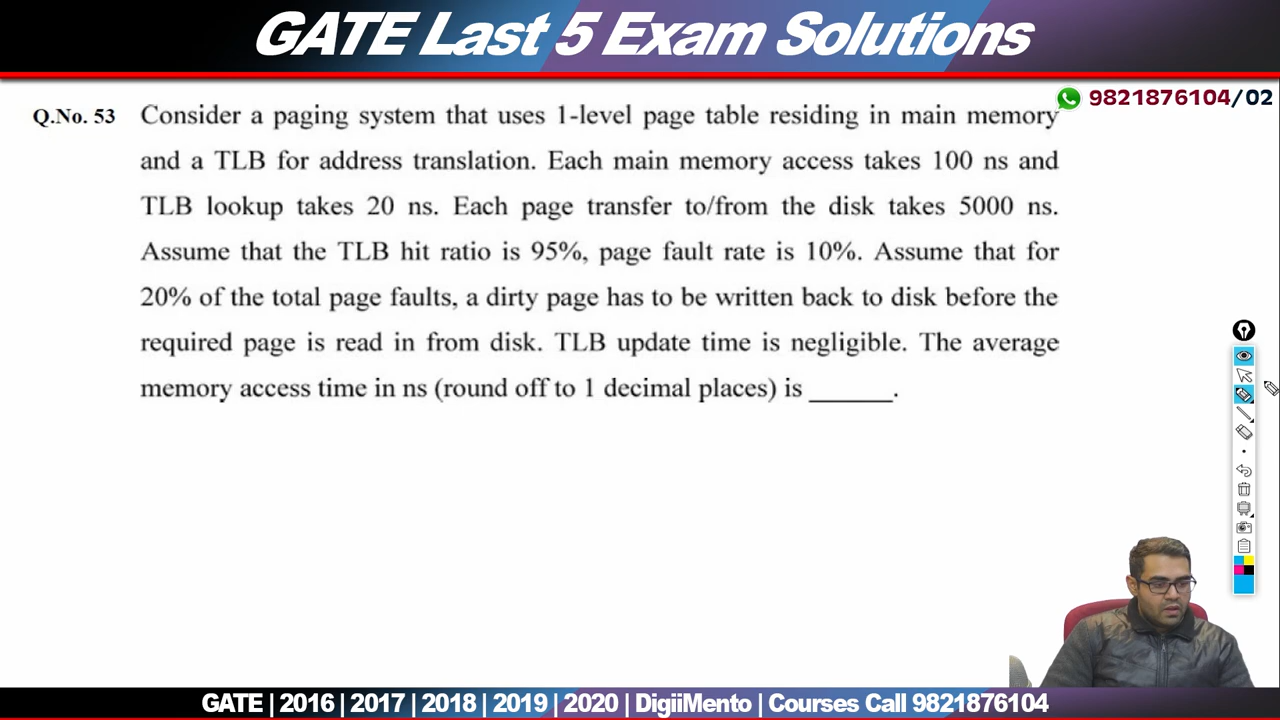 GATE Last 5 Exam Solutions
9821876104/02
Q.No. 53 Consider a paging system that uses 1-level page table residing in main memory
and a TLB for address translation. Each main memory access takes 100 ns and
TLB lookup takes 20 ns. Each page transfer to/from the disk takes 5000 ns.
Assume that the TLB hit ratio is 95%, page fault rate is 10%. Assume that for
20% of the total page faults, a dirty page has to be written back to disk before the
required page is read in from disk. TLB update time is negligible. The average
memory access time in ns (round off to 1 decimal places) is ______.
GATE | 2016 | 2017 | 2018 | 2019 | 2020 | DigiiMento | Courses Call 9821876104